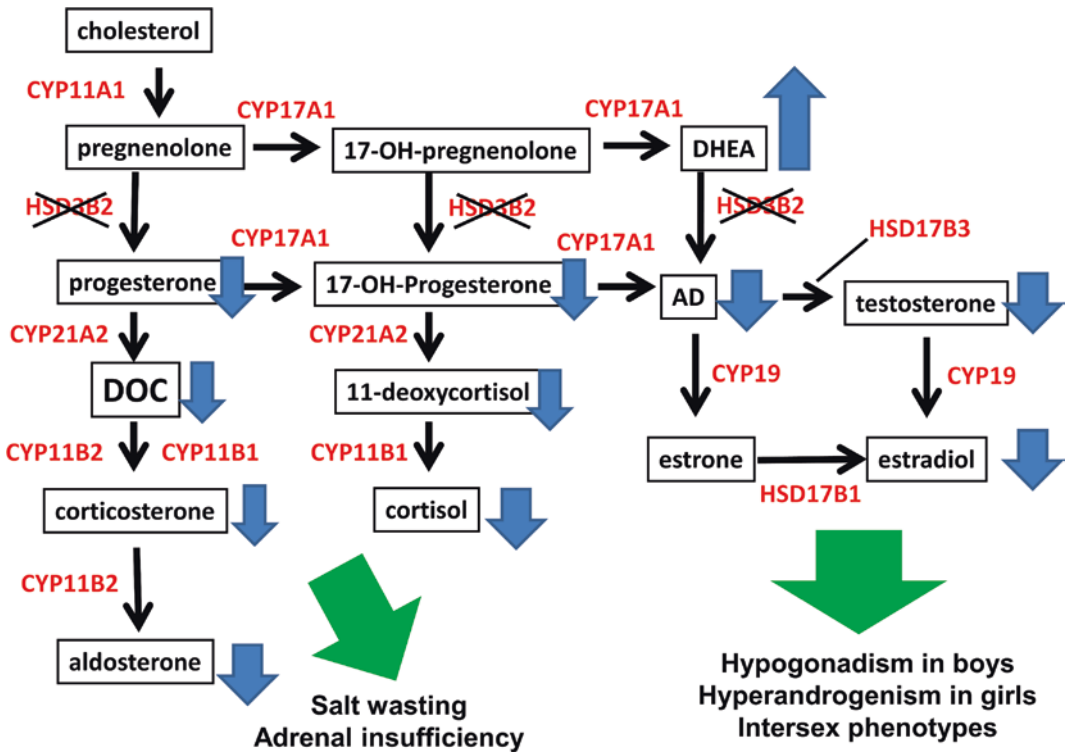 cholesterol
CYP11A1
CYP17A1
CYP17A1
pregnenolone
17-OH-pregnenolone
DHEA
HSD3B2
HSD3B2
HSD3B2
HSD17B3
CYP17A1
CYP17A1
progesterone
17-OH-Progesterone
AD
testosterone
CYP21A2
CYP21A2
CYP19
CYP19
DOC
11-deoxycortisol
CYP11B2
CYP11B1
CYP11B1
estrone
estradiol
HSD17B1
corticosterone
cortisol
CYP11B2
aldosterone
Salt wasting
Adrenal insufficiency
Hypogonadism in boys
Hyperandrogenism in girls
Intersex phenotypes